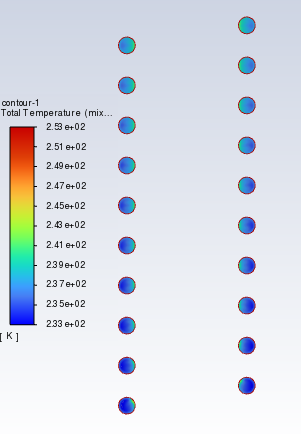 contour-1
Total Temperature (mix...
2.53e+02
2.51e+02
2.49e+02
2.47e+02
2.45e+02
2.43e+02
2.41e+02
2.39e+02
2.37e+02
2.35e+02
2.33e+02
[ K ]